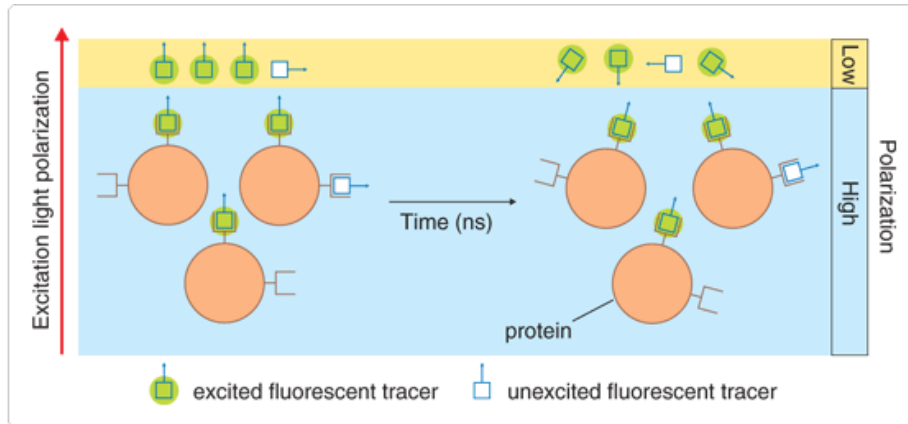 Excitation light polarization
Low
High
Polarization
Time (ns)
protein
excited fluorescent tracer
unexcited fluorescent tracer